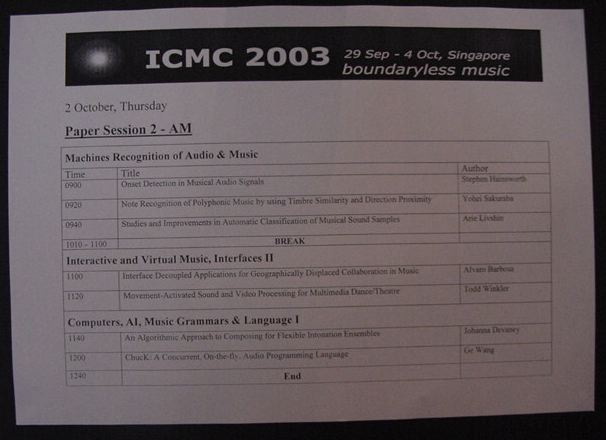 ICMC 2003 29 Sep - 4 Oct, Singapore
boundaryless music
2 October, Thursday
Paper Session 2 - AM
Machines Recognition of Audio & Music
Time Title Author
0900 Onset Detection in Musical Audio Signals Stephen Hainsworth
0920 Note Recognition of Polyphonic Music by using Timbre Similarity and Direction Proximity Yohei Sakuraba
0940 Studies and Improvements in Automatic Classification of Musical Sound Samples Arie Livshin
1010 - 1100 BREAK
Interactive and Virtual Music, Interfaces II
1100 Interface Decoupled Applications for Geographically Displaced Collaboration in Music Alvaro Barbosa
1120 Movement-Activated Sound and Video Processing for Multimedia Dance/Theatre Todd Winkler
Computers, AI, Music Grammars & Language I
1140 An Algorithmic Approach to Composing for Flexible Intonation Ensembles Johanna Devaney
1200 ChucK: A Concurrent, On-the-fly, Audio Programming Language Ge Wang
1240 End